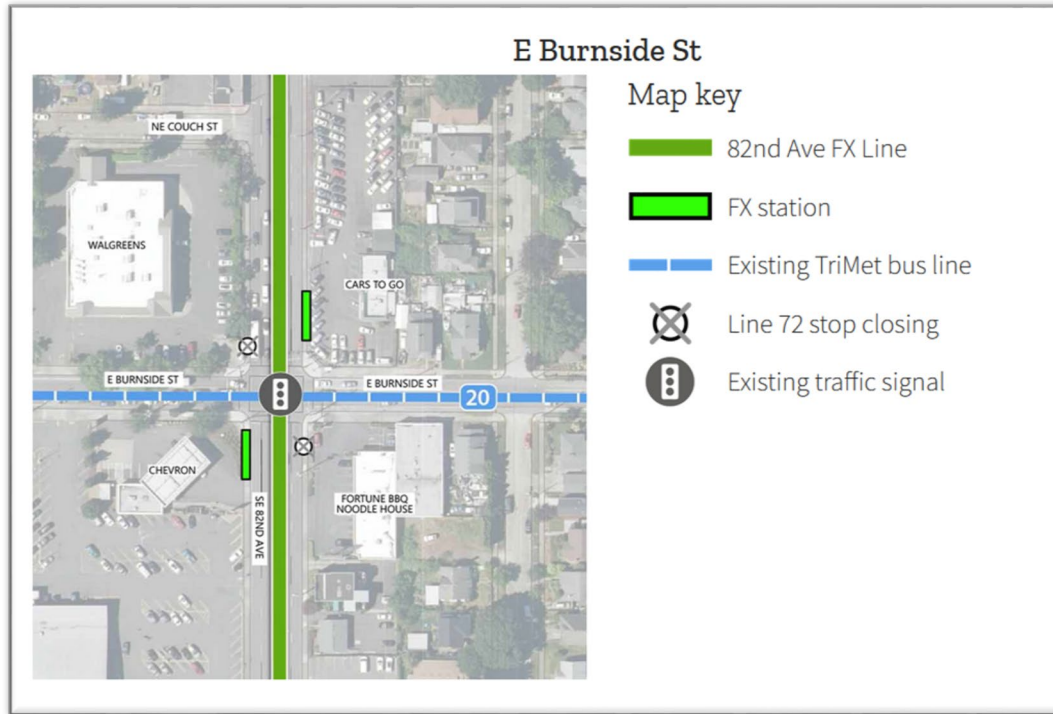 E Burnside St
Map key
82nd Ave FX Line
FX station
Existing TriMet bus line
Line 72 stop closing
Existing traffic signal
NE COUCH ST
WALGREENS
CARS TO GO
E BURNSIDE ST
E BURNSIDE ST
20
CHEVRON
SE 82ND AVE
FORTUNE BBQ
NOODLE HOUSE